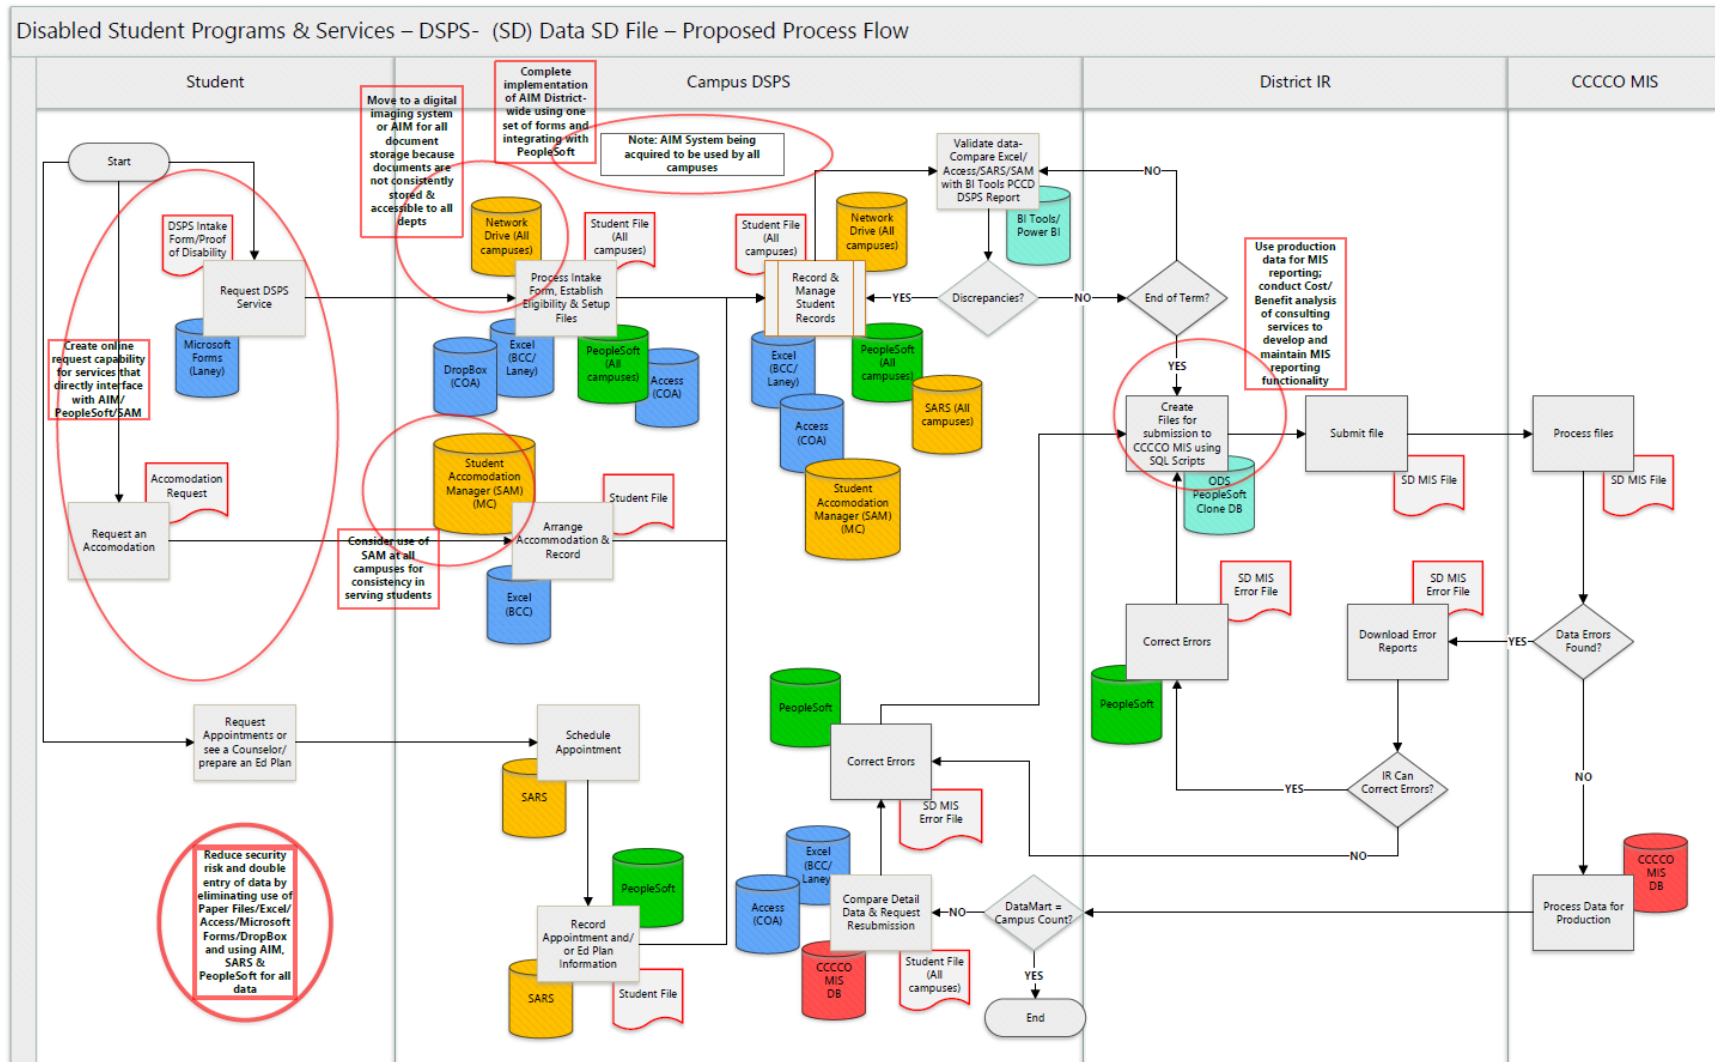 Disabled Student Programs & Services – DSPS-  (SD) Data SD File – Proposed Process Flow
Student
Campus DSPS
District IR
CCCCO MIS
Move to a digital
imaging system
or AIM for all
document
storage because
documents are
not consistently
stored &
accessible to all
depts
Complete
implementation
of AIM District-
wide using one
set of forms and
integrating with
PeopleSoft
Note: AIM System being
acquired to be used by all
campuses
Start
DSPS Intake
Form/Proof
of Disability
Request DSPS
Service
Microsoft
Forms
(Laney)
Create online
request capability
for services that
directly interface
with AIM/
PeopleSoft/SAM
Accomodation
Request
Request an
Accomodation
Request
Appointments or
see a Counselor/
prepare an Ed Plan
Reduce security
risk and double
entry of data by
eliminating use of
Paper Files/Excel/
Access/Microsoft
Forms/DropBox
and using AIM,
SARS &
PeopleSoft for all
data
Network
Drive (All
campuses)
Student File
(All
campuses)
Process Intake
Form, Establish
Eligibility & Setup
Files
DropBox
(COA)
Excel
(BCC/
Laney)
PeopleSoft
(All
campuses)
Access
(COA)
Student
Accomodation
Manager (SAM)
(MC)
Student File
Arrange
Accommodation &
Record
Excel
(BCC)
Consider use of
SAM at all
campuses for
consistency in
serving students
Schedule
Appointment
SARS
PeopleSoft
Record
Appointment and/
or Ed Plan
Information
SARS
Student File
Student File
(All
campuses)
Network
Drive (All
campuses)
Record &
Manage
Student
Records
Excel
(BCC/
Laney)
PeopleSoft
(All
campuses)
Access
(COA)
SARS (All
campuses)
Student
Accomodation
Manager (SAM)
(MC)
Validate data-
Compare Excel/
Access/SARS/SAM
with BI Tools PCCD
DSPS Report
BI Tools/
Power BI
Discrepancies?
YES
NO
NO
End of Term?
YES
Use production
data for MIS
reporting;
conduct Cost/
Benefit analysis
of consulting
services to
develop and
maintain MIS
reporting
functionality
Create
Files for
submission to
CCCCO MIS using
SQL Scripts
ODS
PeopleSoft
Clone DB
Submit file
SD MIS File
Process files
SD MIS File
SD MIS
Error File
Correct Errors
PeopleSoft
SD MIS
Error File
Download Error
Reports
YES
Data Errors
Found?
NO
IR Can
Correct Errors?
YES
NO
PeopleSoft
Correct Errors
SD MIS
Error File
Excel
(BCC/
Laney)
Access
(COA)
Compare Detail
Data & Request
Resubmission
CCCCO
MIS
DB
Student File
(All
campuses)
NO
DataMart =
Campus Count?
YES
End
CCCCO
MIS
DB
Process Data for
Production